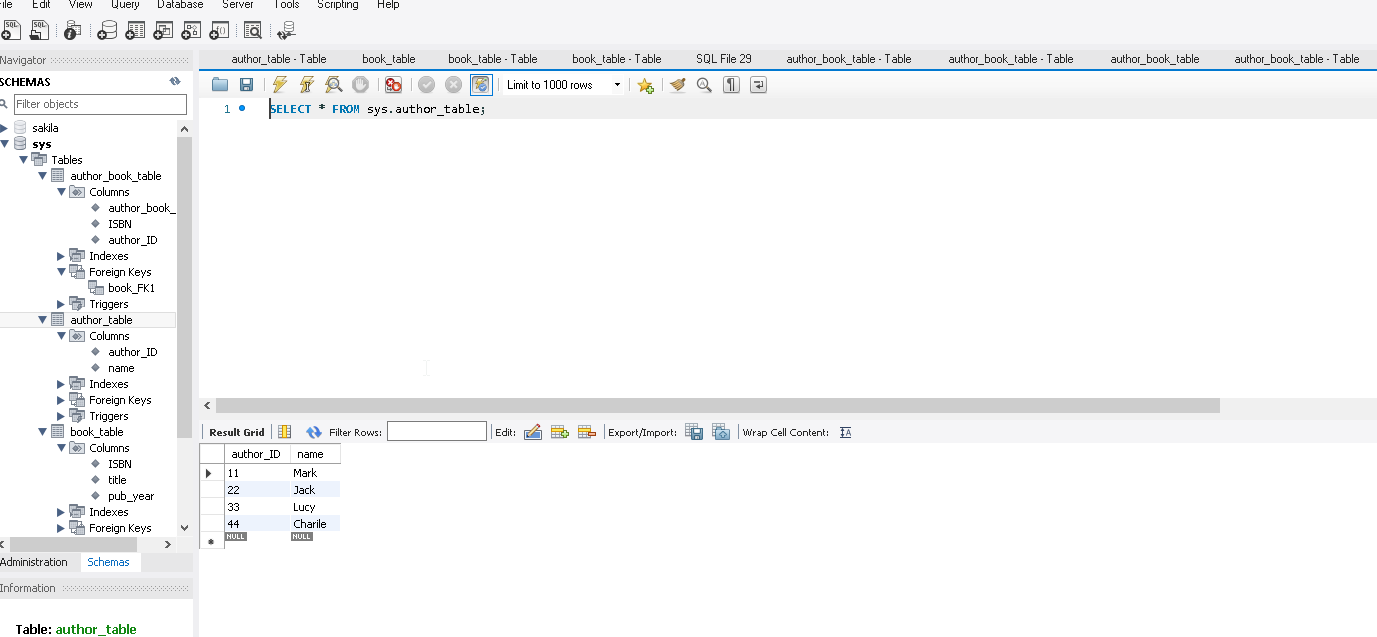 ile Edit View Query Database Server Tools Scripting Help
Navigator
SCHEMAS
Filter objects
sakila
sys
Tables
author_book_table
Columns
author_book_
ISBN
author_ID
Indexes
Foreign Keys
book_FK1
Triggers
author_table
Columns
author_ID
name
Indexes
Foreign Keys
Triggers
book_table
Columns
ISBN
title
pub_year
Indexes
Foreign Keys
Administration Schemas
Information
Table: author_table
author_table - Table book_table book_table - Table book_table - Table SQL File 29 author_book_table - Table author_book_table - Table author_book_table author_book_table - Table
Limit to 1000 rows
1 SELECT * FROM sys.author_table;
Result Grid Filter Rows: Edit: Export/Import: Wrap Cell Content: IA
author_ID name
11 Mark
22 Jack
33 Lucy
44 Charile
NULL NULL